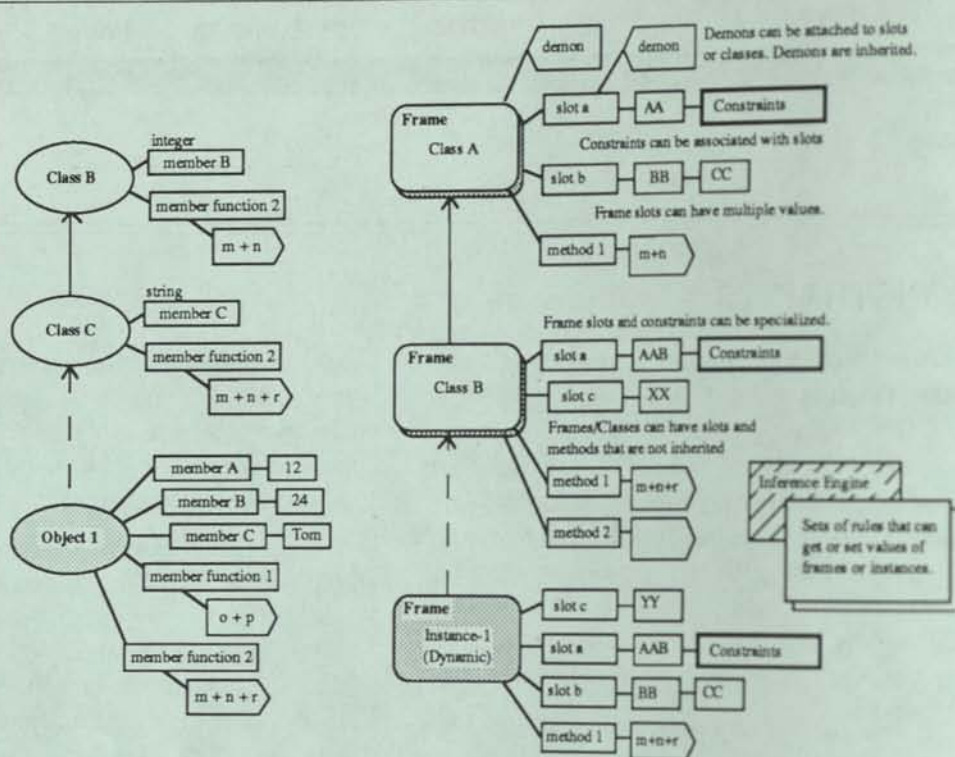 Class B
integer
member B
member function 2
m + n
Class C
string
member C
member function 2
m + n + r
Object 1
member A
12
member B
24
member C
Tom
member function 1
o + p
member function 2
m + n + r
demon
demon
Demons can be attached to slots
or classes. Demons are inherited.
Frame
Class A
slot a
AA
Constraints
Constraints can be associated with slots
slot b
BB
CC
Frame slots can have multiple values.
method 1
m+n
Frame slots and constraints can be specialized.
Frame
Class B
slot a
AAB
Constraints
slot c
XX
Frames/Classes can have slots and
methods that are not inherited
method 1
m+n+r
method 2
Inference Engine
Sets of rules that can
get or set values of
frames or instances.
Frame
Instance-1
(Dynamic)
slot c
YY
slot a
AAB
Constraints
slot b
BB
CC
method 1
m+n+r